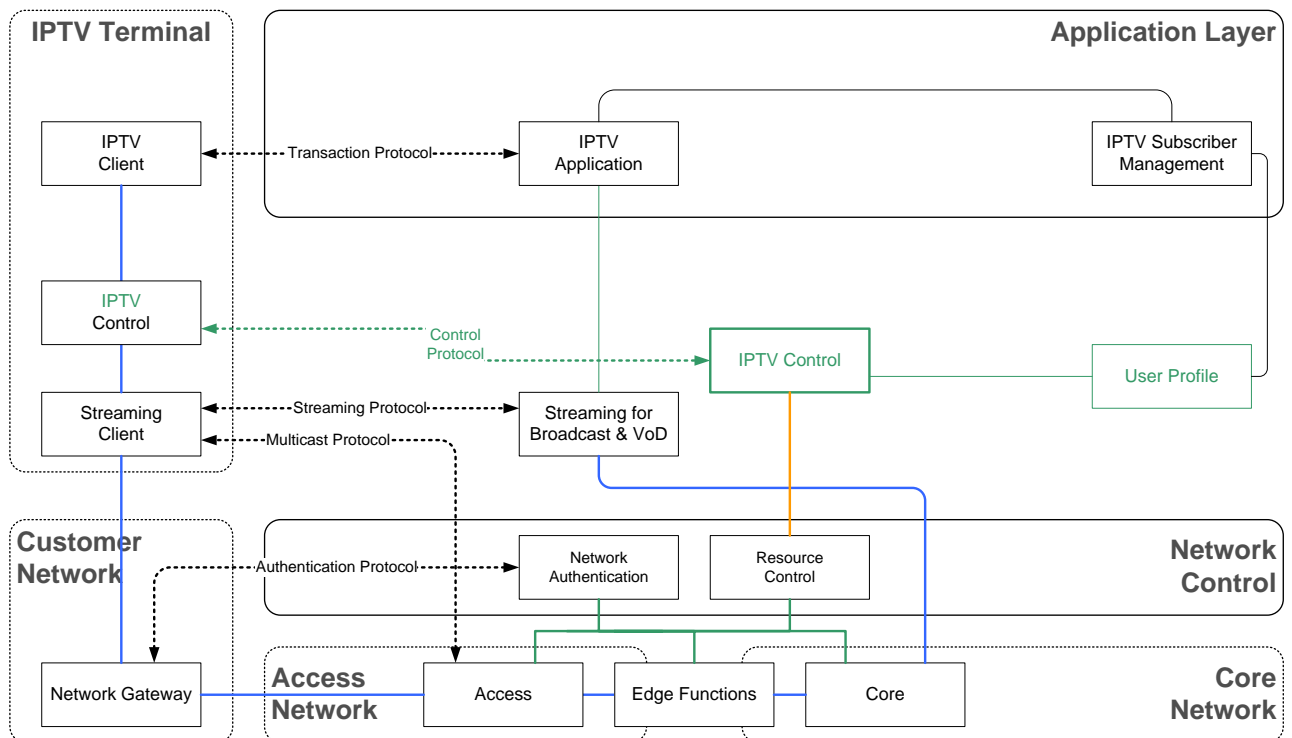 IPTV Terminal
Application Layer
IPTV
Client
Transaction Protocol
IPTV
Application
IPTV Subscriber
Management
IPTV
Control
Control
Protocol
IPTV Control
User Profile
Streaming
Client
Streaming Protocol
Multicast Protocol
Streaming for
Broadcast & VoD
Customer
Network
Authentication Protocol
Network
Authentication
Resource
Control
Network
Control
Network Gateway
Access
Network
Access
Edge Functions
Core
Core
Network